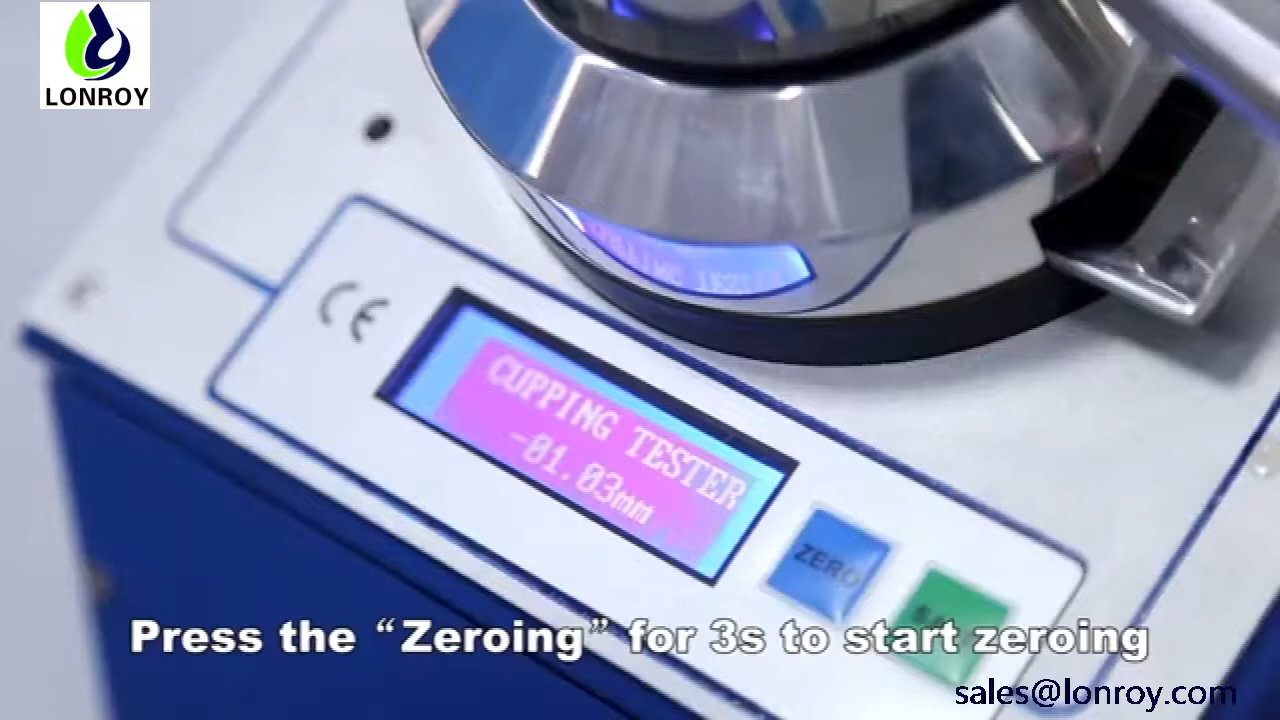 LONROY
CE
CUPPING TESTER
-01.03mm
ZERO
Press the “Zeroing” for 3s to start zeroing
sales@lonroy.com